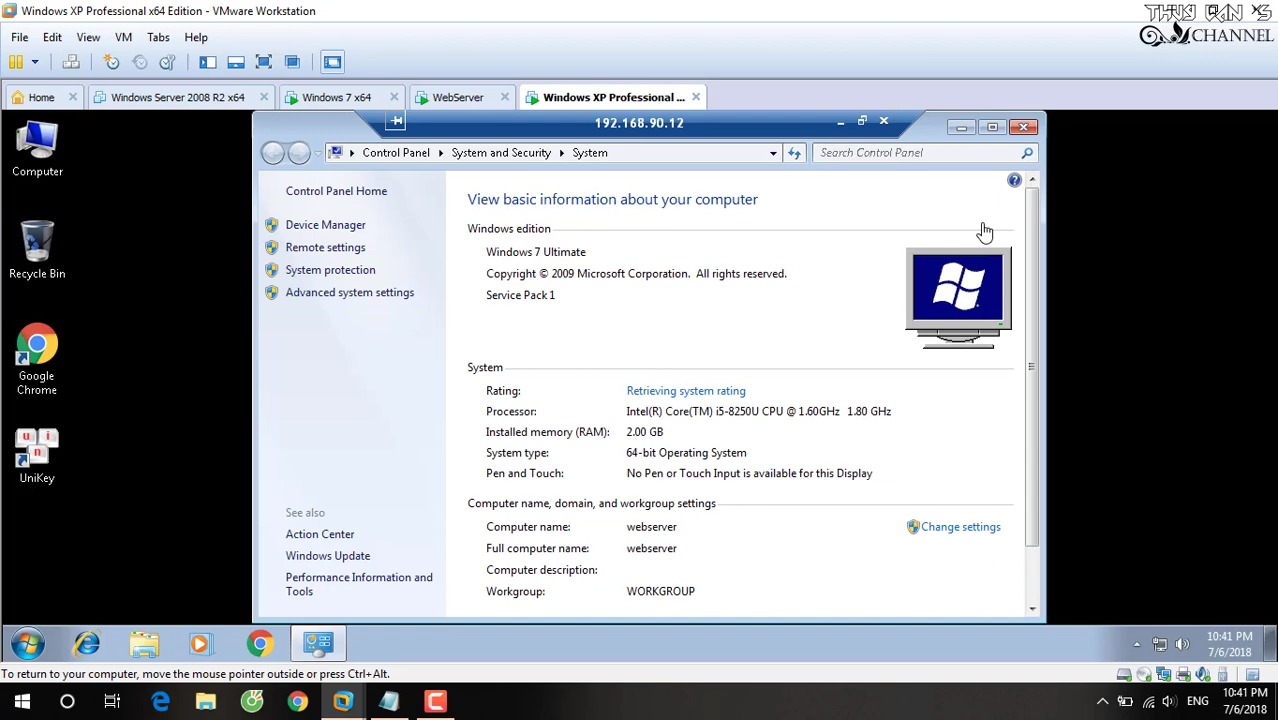 Windows XP Professional x64 Edition - VMware Workstation
THUY CHANNEL
File Edit View VM Tabs Help
Home Windows Server 2008 R2 x64 Windows 7 x64 WebServer Windows XP Professional ...
192.168.90.12
Control Panel System and Security System
Search Control Panel
Computer
Recycle Bin
Google
Chrome
UniKey
Control Panel Home
Device Manager
Remote settings
System protection
Advanced system settings
See also
Action Center
Windows Update
Performance Information and
Tools
View basic information about your computer
Windows edition
Windows 7 Ultimate
Copyright © 2009 Microsoft Corporation. All rights reserved.
Service Pack 1
System
Rating: Retrieving system rating
Processor: Intel(R) Core(TM) i5-8250U CPU @ 1.60GHz 1.80 GHz
Installed memory (RAM): 2.00 GB
System type: 64-bit Operating System
Pen and Touch: No Pen or Touch Input is available for this Display
Computer name, domain, and workgroup settings
Computer name: webserver
Change settings
Full computer name: webserver
Computer description:
Workgroup: WORKGROUP
10:41 PM
7/6/2018
To return to your computer, move the mouse pointer outside or press Ctrl+Alt.
ENG
10:41 PM
7/6/2018